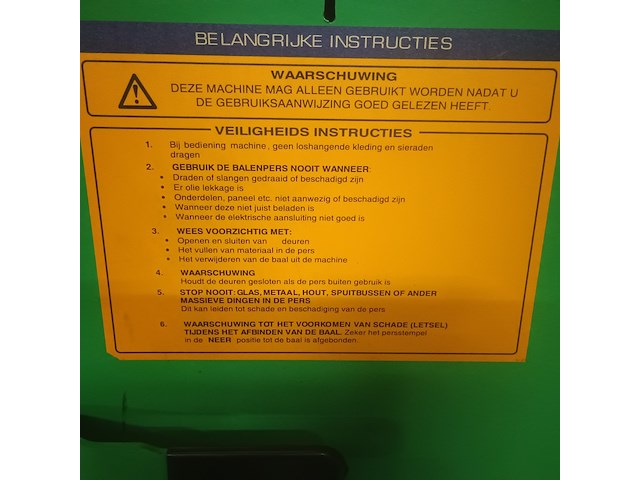 BELANGRIJKE INSTRUCTIES
WAARSCHUWING
DEZE MACHINE MAG ALLEEN GEBRUIKT WORDEN NADAT U
DE GEBRUIKSAANWIJZING GOED GELEZEN HEEFT.
VEILIGHEIDS INSTRUCTIES
1. Bij bediening machine, geen loshangende kleding en sieraden
dragen
2. GEBRUIK DE BALENPERS NOOIT WANNEER:
• Draden of slangen gedraaid of beschadigd zijn
• Er olie lekkage is
• Onderdelen, paneel etc. niet aanwezig of beschadigd zijn
• Wanneer deze niet juist beladen is
• Wanneer de elektrische aansluiting niet goed is
3. WEES VOORZICHTIG MET:
• Openen en sluiten van deuren
• Het vullen van materiaal in de pers
• Het verwijderen van de baal uit de machine
4. WAARSCHUWING
Houdt de deuren gesloten als de pers buiten gebruik is
5. STOP NOOIT: GLAS, METAAL, HOUT, SPUITBUSSEN OF ANDER
MASSIEVE DINGEN IN DE PERS
Dit kan leiden tot schade en beschadiging van de pers
6. WAARSCHUWING TOT HET VOORKOMEN VAN SCHADE (LETSEL)
TIJDENS HET AFBINDEN VAN DE BAAL. Zeker het persstempel
in de NEER positie tot de baal is afgebonden.